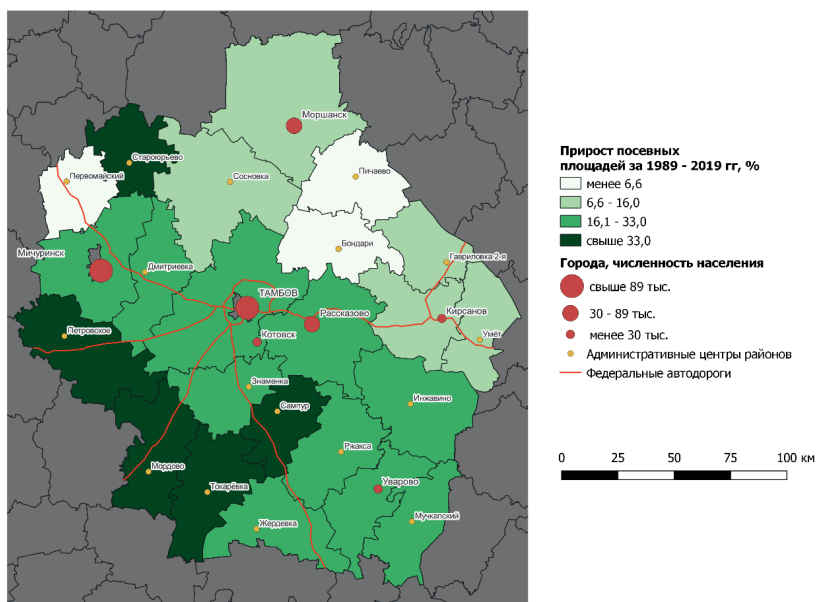 Моршанск
Староюрьево
Пичаево
Первомайский
Сосновка
Бондари
Мичуринск
Гавриловка 2-я
Дмитриевка
ТАМБОВ
Рассказово
Кирсанов
Петровское
Котовск
Умёт
Знаменка
Сампур
Инжавино
Ржакса
Мордово
Токарёвка
Уварово
Жердевка
Мучкапский
Прирост посевных
площадей за 1989 - 2019 гг, %
менее 6,6
6,6 - 16,0
16,1 - 33,0
свыше 33,0
Города, численность населения
свыше 89 тыс.
30 - 89 тыс.
менее 30 тыс.
Административные центры районов
Федеральные автодороги
0 25 50 75 100 км